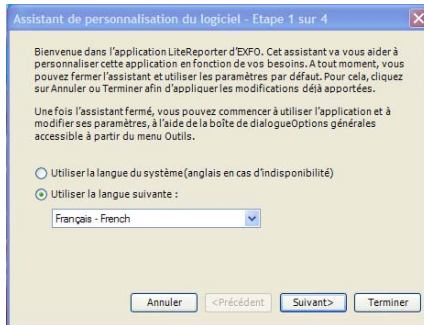 Assistant de personnalisation du logiciel - Etape 1 sur 4
Bienvenue dans l'application LiteReporter d'EXFO. Cet assistant va vous aider à
personnaliser cette application en fonction de vos besoins. A tout moment, vous
pouvez fermer l'assistant et utiliser les paramètres par défaut. Pour cela, cliquez
sur Annuler ou Terminer afin d'appliquer les modifications déjà apportées.
Une fois l'assistant fermé, vous pouvez commencer à utiliser l'application et à
modifier ses paramètres, à l'aide de la boîte de dialogueOptions générales
accessible à partir du menu Outils.
Utiliser la langue du système(anglais en cas d'indisponibilité)
Utiliser la langue suivante :
Français - French
Annuler <Précédent Suivant> Terminer